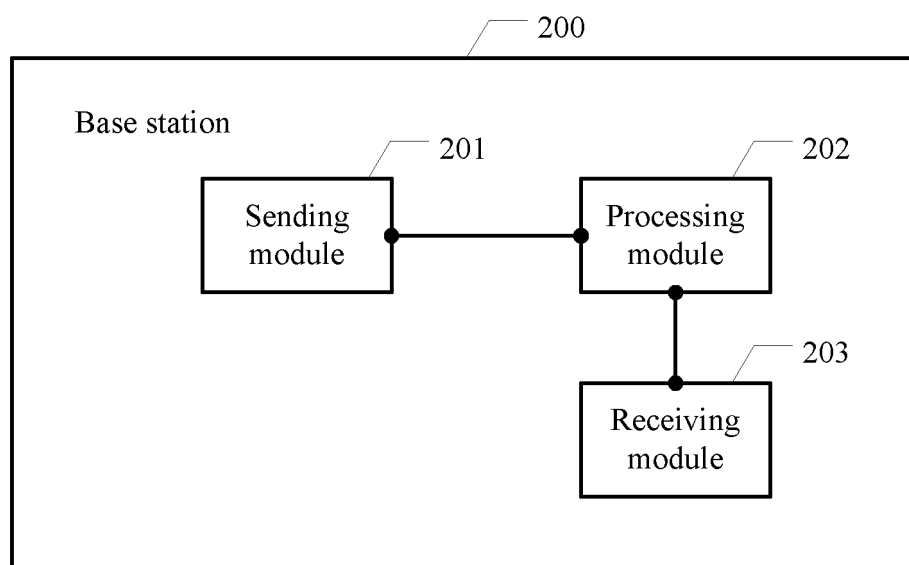 200
Base station
201
202
Sending
module
Processing
module
203
Receiving
module